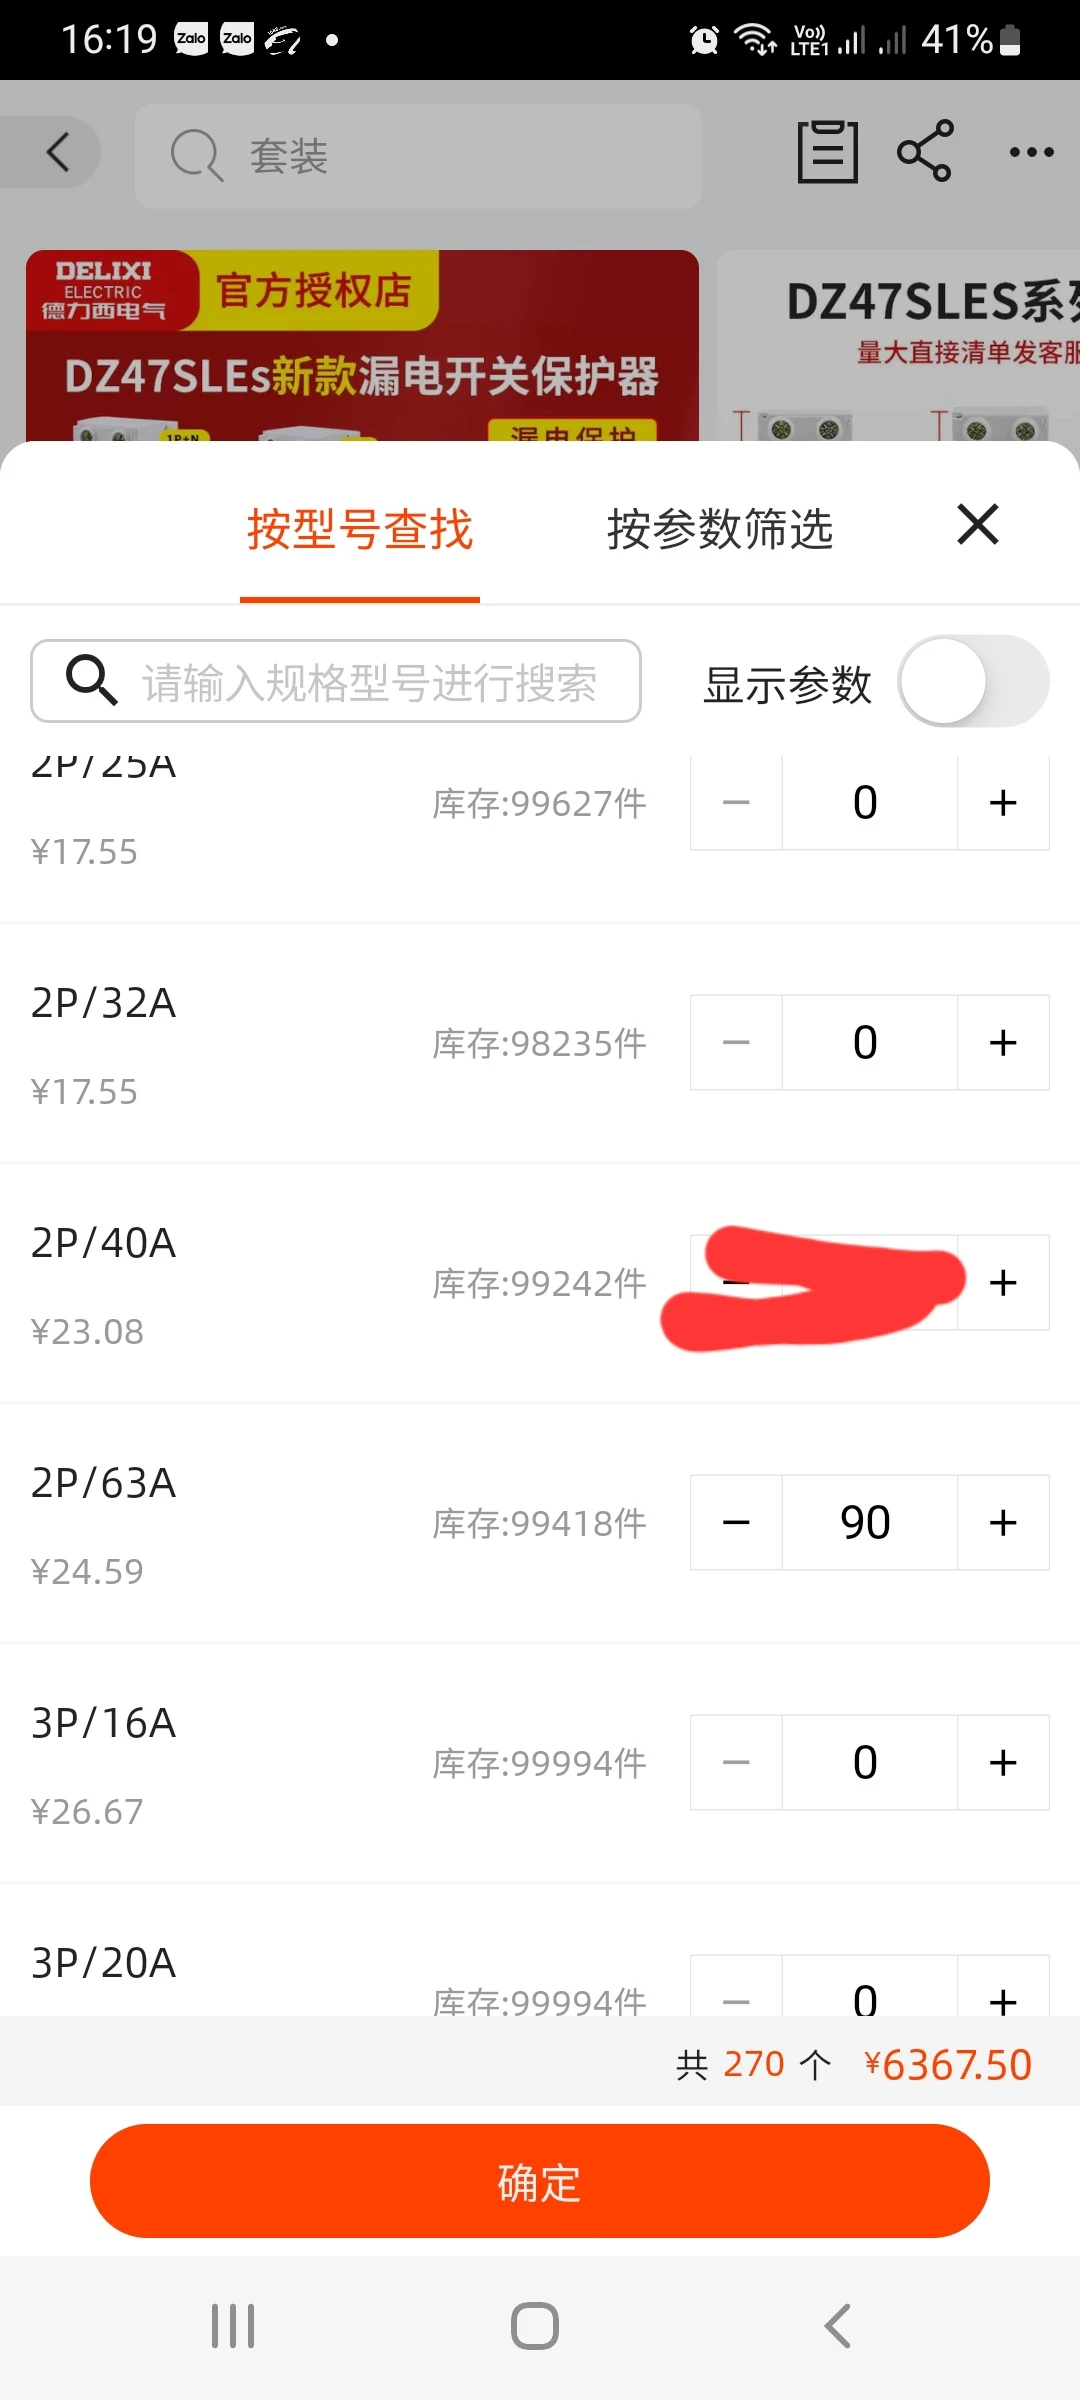 16:19 Zalo Zalo Vo)) LTE1 41%
套装
DELIXI
ELECTRIC
德力西电气
官方授权店
DZ47SLEs新款漏电开关保护器
1P+N
漏电保护
DZ47SLES系列
量大直接清单发客服
按型号查找 按参数筛选
请输入规格型号进行搜索 显示参数
2P/25A
库存:99627件 − 0 +
¥17.55
2P/32A
库存:98235件 − 0 +
¥17.55
2P/40A
库存:99242件 − +
¥23.08
2P/63A
库存:99418件 − 90 +
¥24.59
3P/16A
库存:99994件 − 0 +
¥26.67
3P/20A
库存:99994件 − 0 +
共 270 个 ¥6367.50
确定